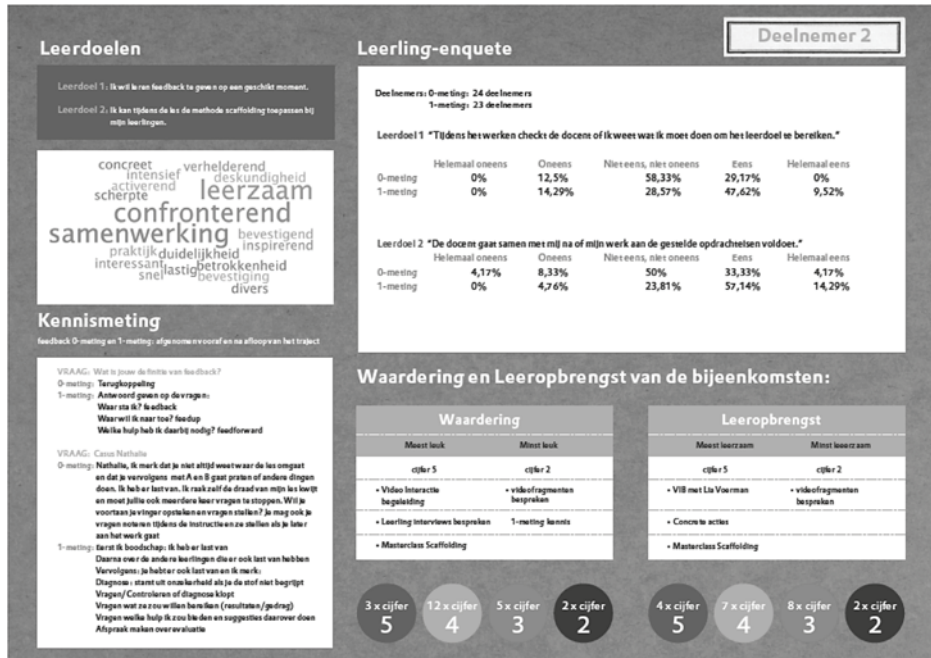 Deelnemer 2
Leerdoelen
Leerdoel 1: Ik wil leren feedback te geven op een geschikt moment.
Leerdoel 2: Ik kan tijdens de les de methode scaffolding toepassen bij
mijn leerlingen.
concreet verhelderend
intensief deskundigheid
activerend
scherpte leerzaam
confronterend
samenwerking bevestigend
inspirerend
praktijk duidelijkheid
interessant lastig betrokkenheid
snel bevestiging
divers
Kennismeting
feedback 0-meting en 1-meting: afgenomen vooraf en na afloop van het traject
VRAAG: Wat is jouw definitie van feedback?
0-meting: Terugkoppeling
1-meting: Antwoord geven op de vragen:
Waar sta ik? feedback
Waar wil ik naar toe? feedup
Welke hulp heb ik daarbij nodig? feedforward
VRAAG: Casus Nathalie
0-meting: Nathalie, ik merk dat je niet altijd weet waar de les om gaat
en dat je vervolgens met A en B gaat praten of andere dingen
doen. Ik heb er last van. Ik raak zelf de draad van mijn les kwijt
en moet jullie ook meerdere keer vragen te stoppen. Wil je
voortaan je vinger opsteken en vragen stellen? Je mag ook je
vragen noteren tijdens de instructie en ze stellen als je later
aan het werk gaat
1-meting: Eerst ik boodschap: ik heb er last van
Daarna over de andere leerlingen die er ook last van hebben
Vervolgens: je hebt er ook last van en ik merk:
Diagnose: stamt uit onzekerheid als je de stof niet begrijpt
Vragen/Controleren of diagnose klopt
Vragen wat ze zou willen bereiken (resultaten/gedrag)
Vragen welke hulp ik zou bieden en suggesties daarover doen
Afspraak maken over evaluatie
Leerling-enquete
Deelnemers: 0-meting: 24 deelnemers
1-meting: 23 deelnemers
Leerdoel 1 "Tijdens het werken checkt de docent of ik weet wat ik moet doen om het leerdoel te bereiken."
Helemaal oneens Oneens Niet eens, niet oneens Eens Helemaal eens
0-meting 0% 12,5% 58,33% 29,17% 0%
1-meting 0% 14,29% 28,57% 47,62% 9,52%
Leerdoel 2 "De docent gaat samen met mij na of mijn werk aan de gestelde opdrachteisen voldoet."
Helemaal oneens Oneens Niet eens, niet oneens Eens Helemaal eens
0-meting 4,17% 8,33% 50% 33,33% 4,17%
1-meting 0% 4,76% 23,81% 57,14% 14,29%
Waardering en Leeropbrengst van de bijeenkomsten:
Waardering
Meest leuk Minst leuk
cijfer 5 cijfer 2
• Video Interactie begeleiding • videofragmenten bespreken
• Leerling interviews bespreken 1-meting kennis
• Masterclass Scaffolding
3 x cijfer 5
12 x cijfer 4
5 x cijfer 3
2 x cijfer 2
Leeropbrengst
Meest leerzaam Minst leeerzaam
cijfer 5 cijfer 2
• VIB met Lia Voerman • videofragmenten bespreken
• Concrete acties
• Masterclass Scaffolding
4 x cijfer 5
7 x cijfer 4
8 x cijfer 3
2 x cijfer 2